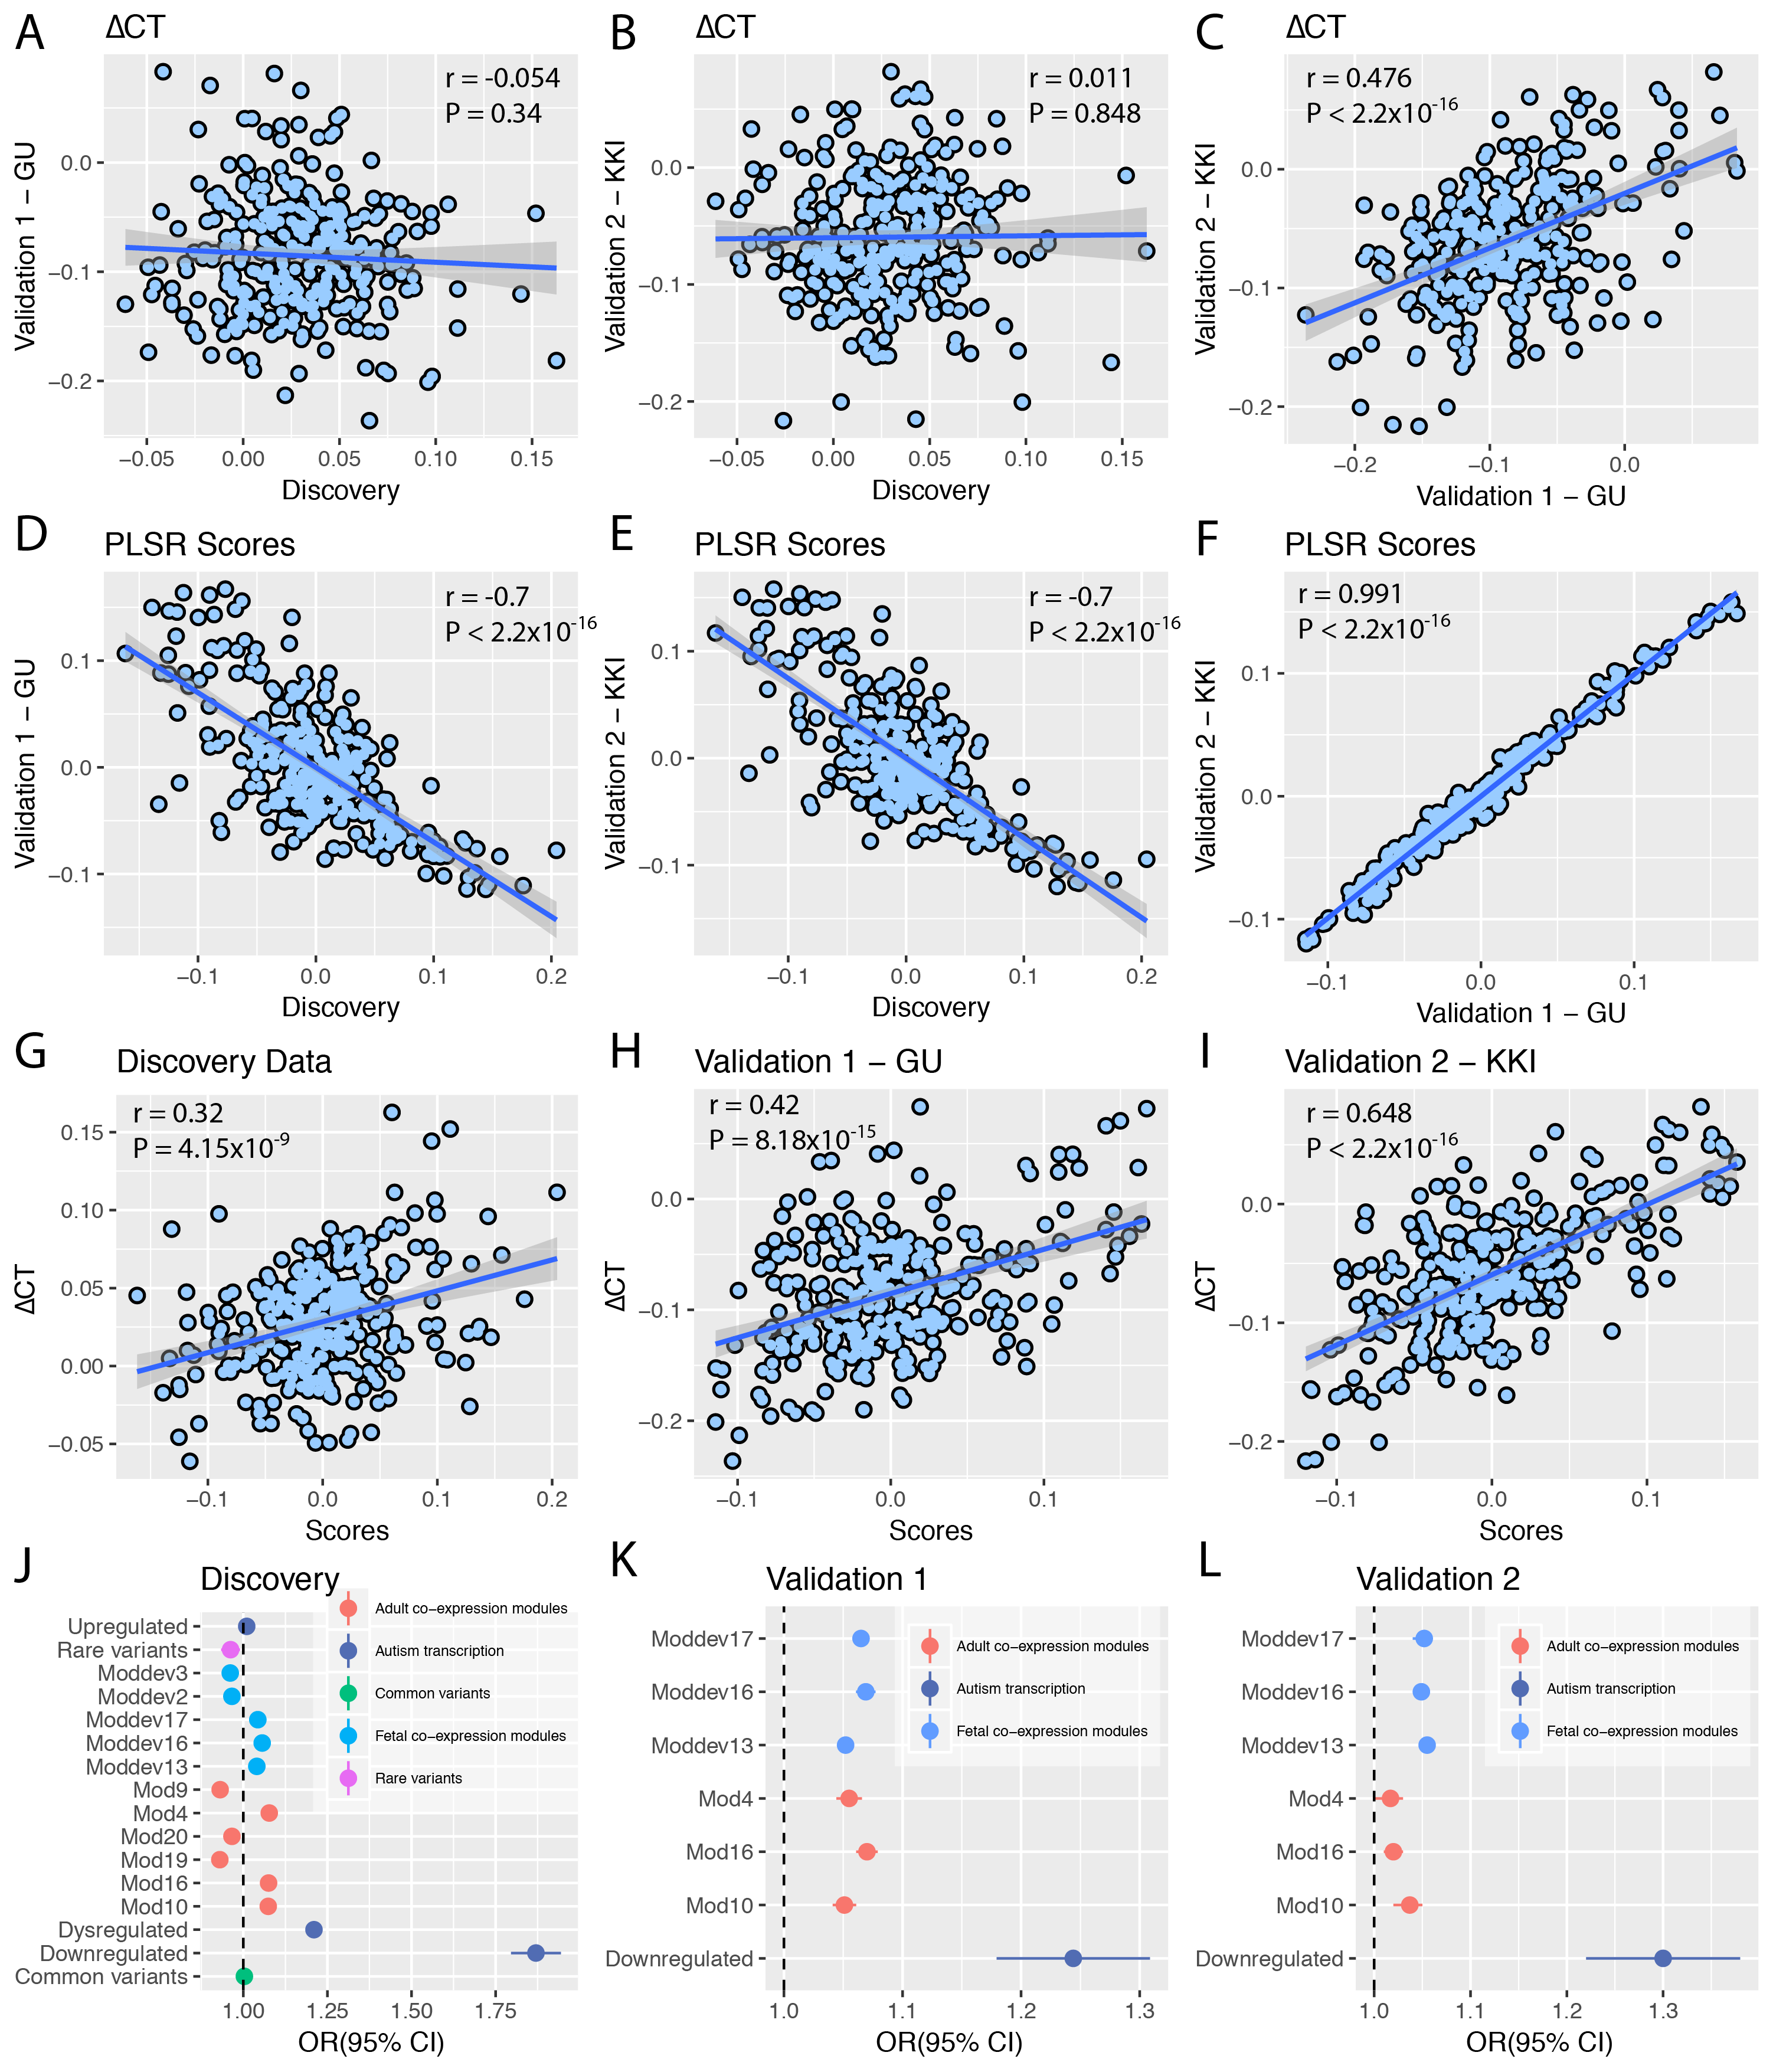 A ΔCT
r = -0.054
P = 0.34
Validation 1 – GU
0.0
−0.1
−0.2
−0.05 0.00 0.05 0.10 0.15
Discovery
B ΔCT
r = 0.011
P = 0.848
Validation 2 – KKI
0.0
−0.1
−0.2
−0.05 0.00 0.05 0.10 0.15
Discovery
C ΔCT
r = 0.476
P < 2.2x10-16
Validation 2 – KKI
0.0
−0.1
−0.2
−0.2 −0.1 0.0
Validation 1 – GU
D PLSR Scores
r = -0.7
P < 2.2x10-16
Validation 1 – GU
0.1
0.0
−0.1
−0.1 0.0 0.1 0.2
Discovery
E PLSR Scores
r = -0.7
P < 2.2x10-16
Validation 2 – KKI
0.1
0.0
−0.1
−0.1 0.0 0.1 0.2
Discovery
F PLSR Scores
r = 0.991
P < 2.2x10-16
Validation 2 – KKI
0.1
0.0
−0.1
−0.1 0.0 0.1
Validation 1 – GU
G Discovery Data
r = 0.32
P = 4.15x10-9
ΔCT
0.15
0.10
0.05
0.00
−0.05
−0.1 0.0 0.1 0.2
Scores
H Validation 1 – GU
r = 0.42
P = 8.18x10-15
ΔCT
0.0
−0.1
−0.2
−0.1 0.0 0.1
Scores
I Validation 2 – KKI
r = 0.648
P < 2.2x10-16
ΔCT
0.0
−0.1
−0.2
−0.1 0.0 0.1
Scores
J Discovery
Upregulated
Rare variants
Moddev3
Moddev2
Moddev17
Moddev16
Moddev13
Mod9
Mod4
Mod20
Mod19
Mod16
Mod10
Dysregulated
Downregulated
Common variants
Adult co−expression modules
Autism transcription
Common variants
Fetal co−expression modules
Rare variants
1.00 1.25 1.50 1.75
OR(95% CI)
K Validation 1
Moddev17
Moddev16
Moddev13
Mod4
Mod16
Mod10
Downregulated
Adult co−expression modules
Autism transcription
Fetal co−expression modules
1.0 1.1 1.2 1.3
OR(95% CI)
L Validation 2
Moddev17
Moddev16
Moddev13
Mod4
Mod16
Mod10
Downregulated
Adult co−expression modules
Autism transcription
Fetal co−expression modules
1.0 1.1 1.2 1.3
OR(95% CI)